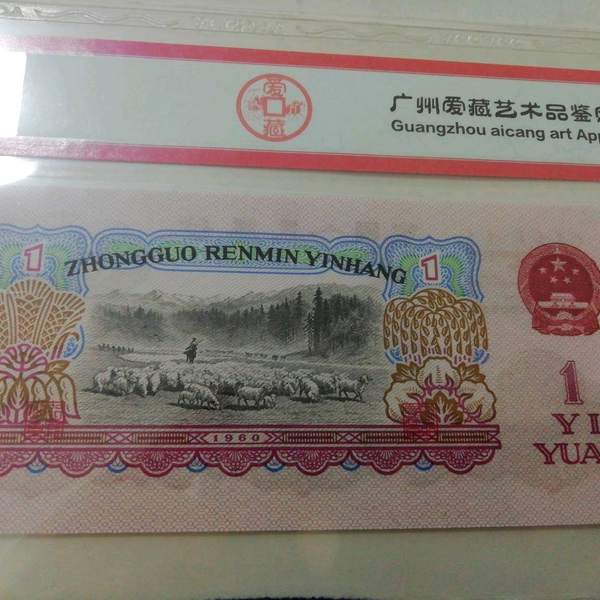 爱藏
广州爱藏艺术品鉴
Guangzhou aicang art App
1
ZHONGGUO RENMIN YINHANG
1
1
YI
YUA
1960